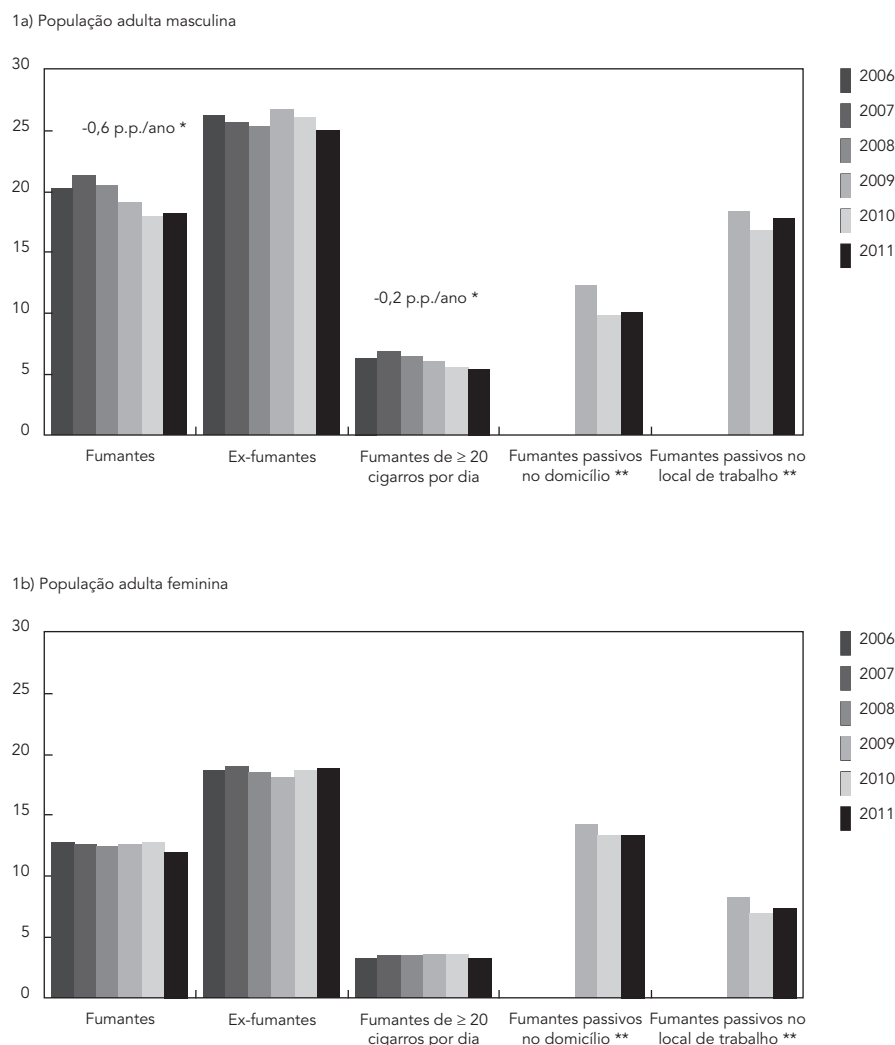 1a) População adulta masculina
30
25
20
15
10
5
0
-0,6 p.p./ano *
-0,2 p.p./ano *
2006
2007
2008
2009
2010
2011
Fumantes
Ex-fumantes
Fumantes de ≥ 20
cigarros por dia
Fumantes passivos
no domicílio **
Fumantes passivos no
local de trabalho **
1b) População adulta feminina
30
25
20
15
10
5
0
2006
2007
2008
2009
2010
2011
Fumantes
Ex-fumantes
Fumantes de ≥ 20
cigarros por dia
Fumantes passivos
no domicílio **
Fumantes passivos no
local de trabalho **